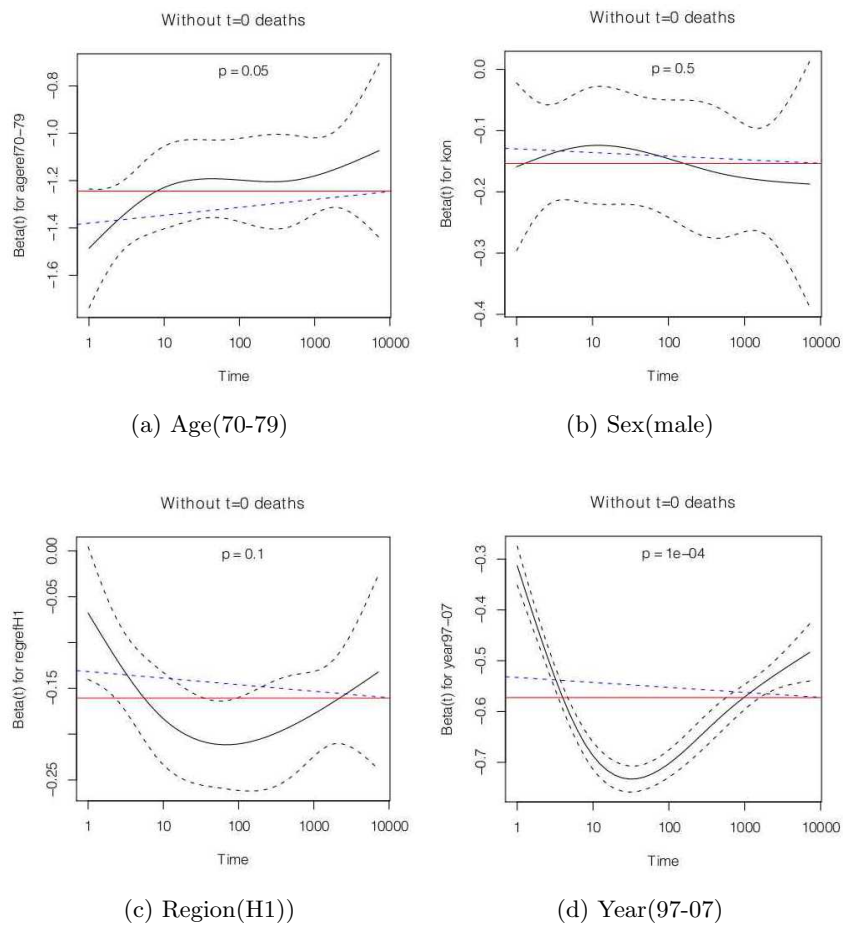 Without t=0 deaths
p = 0.05
Beta(t) for ageref70−79
−0.8
−1.0
−1.2
−1.4
−1.6
1 10 100 1000 10000
Time
(a) Age(70-79)
Without t=0 deaths
p = 0.5
Beta(t) for kon
0.0
−0.1
−0.2
−0.3
−0.4
1 10 100 1000 10000
Time
(b) Sex(male)
Without t=0 deaths
p = 0.1
Beta(t) for regrefH1
0.00
−0.05
−0.15
−0.25
1 10 100 1000 10000
Time
(c) Region(H1))
Without t=0 deaths
p = 1e−04
Beta(t) for year97−07
−0.3
−0.4
−0.5
−0.6
−0.7
1 10 100 1000 10000
Time
(d) Year(97-07)